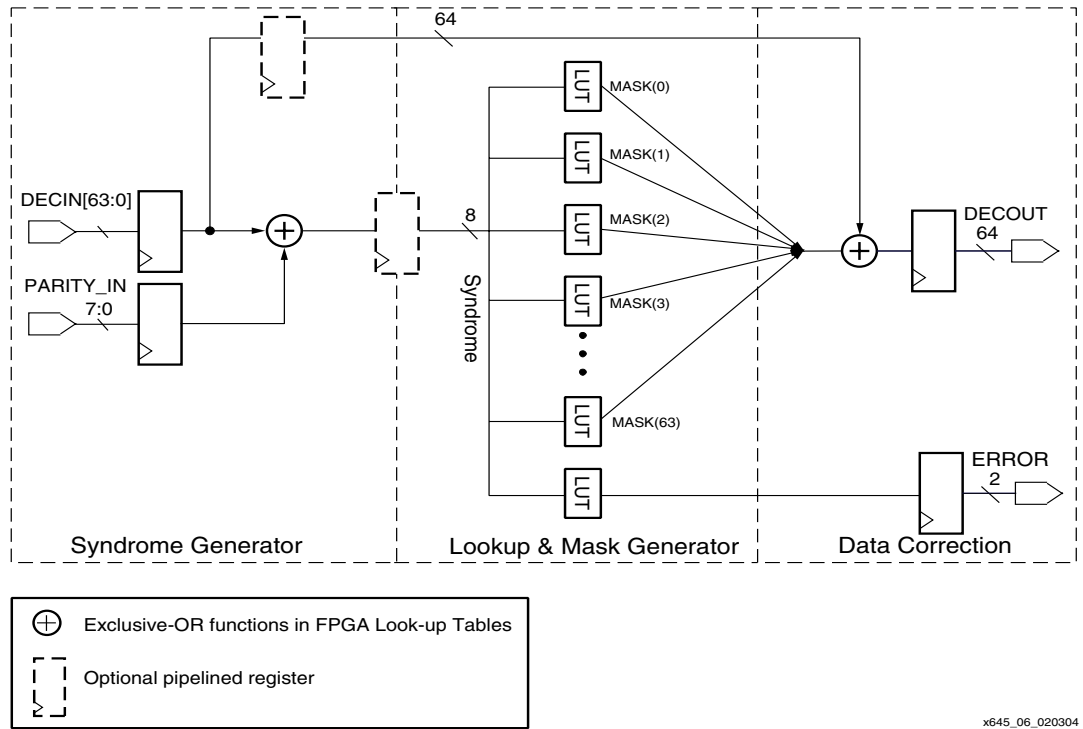 64
LUT
MASK(0)
LUT
MASK(1)
DECIN[63:0]
8
LUT
MASK(2)
DECOUT
64
PARITY_IN
7:0
Syndrome
LUT
MASK(3)
LUT
MASK(63)
LUT
ERROR
2
Syndrome Generator
Lookup & Mask Generator
Data Correction
Exclusive-OR functions in FPGA Look-up Tables
Optional pipelined register
x645_06_020304